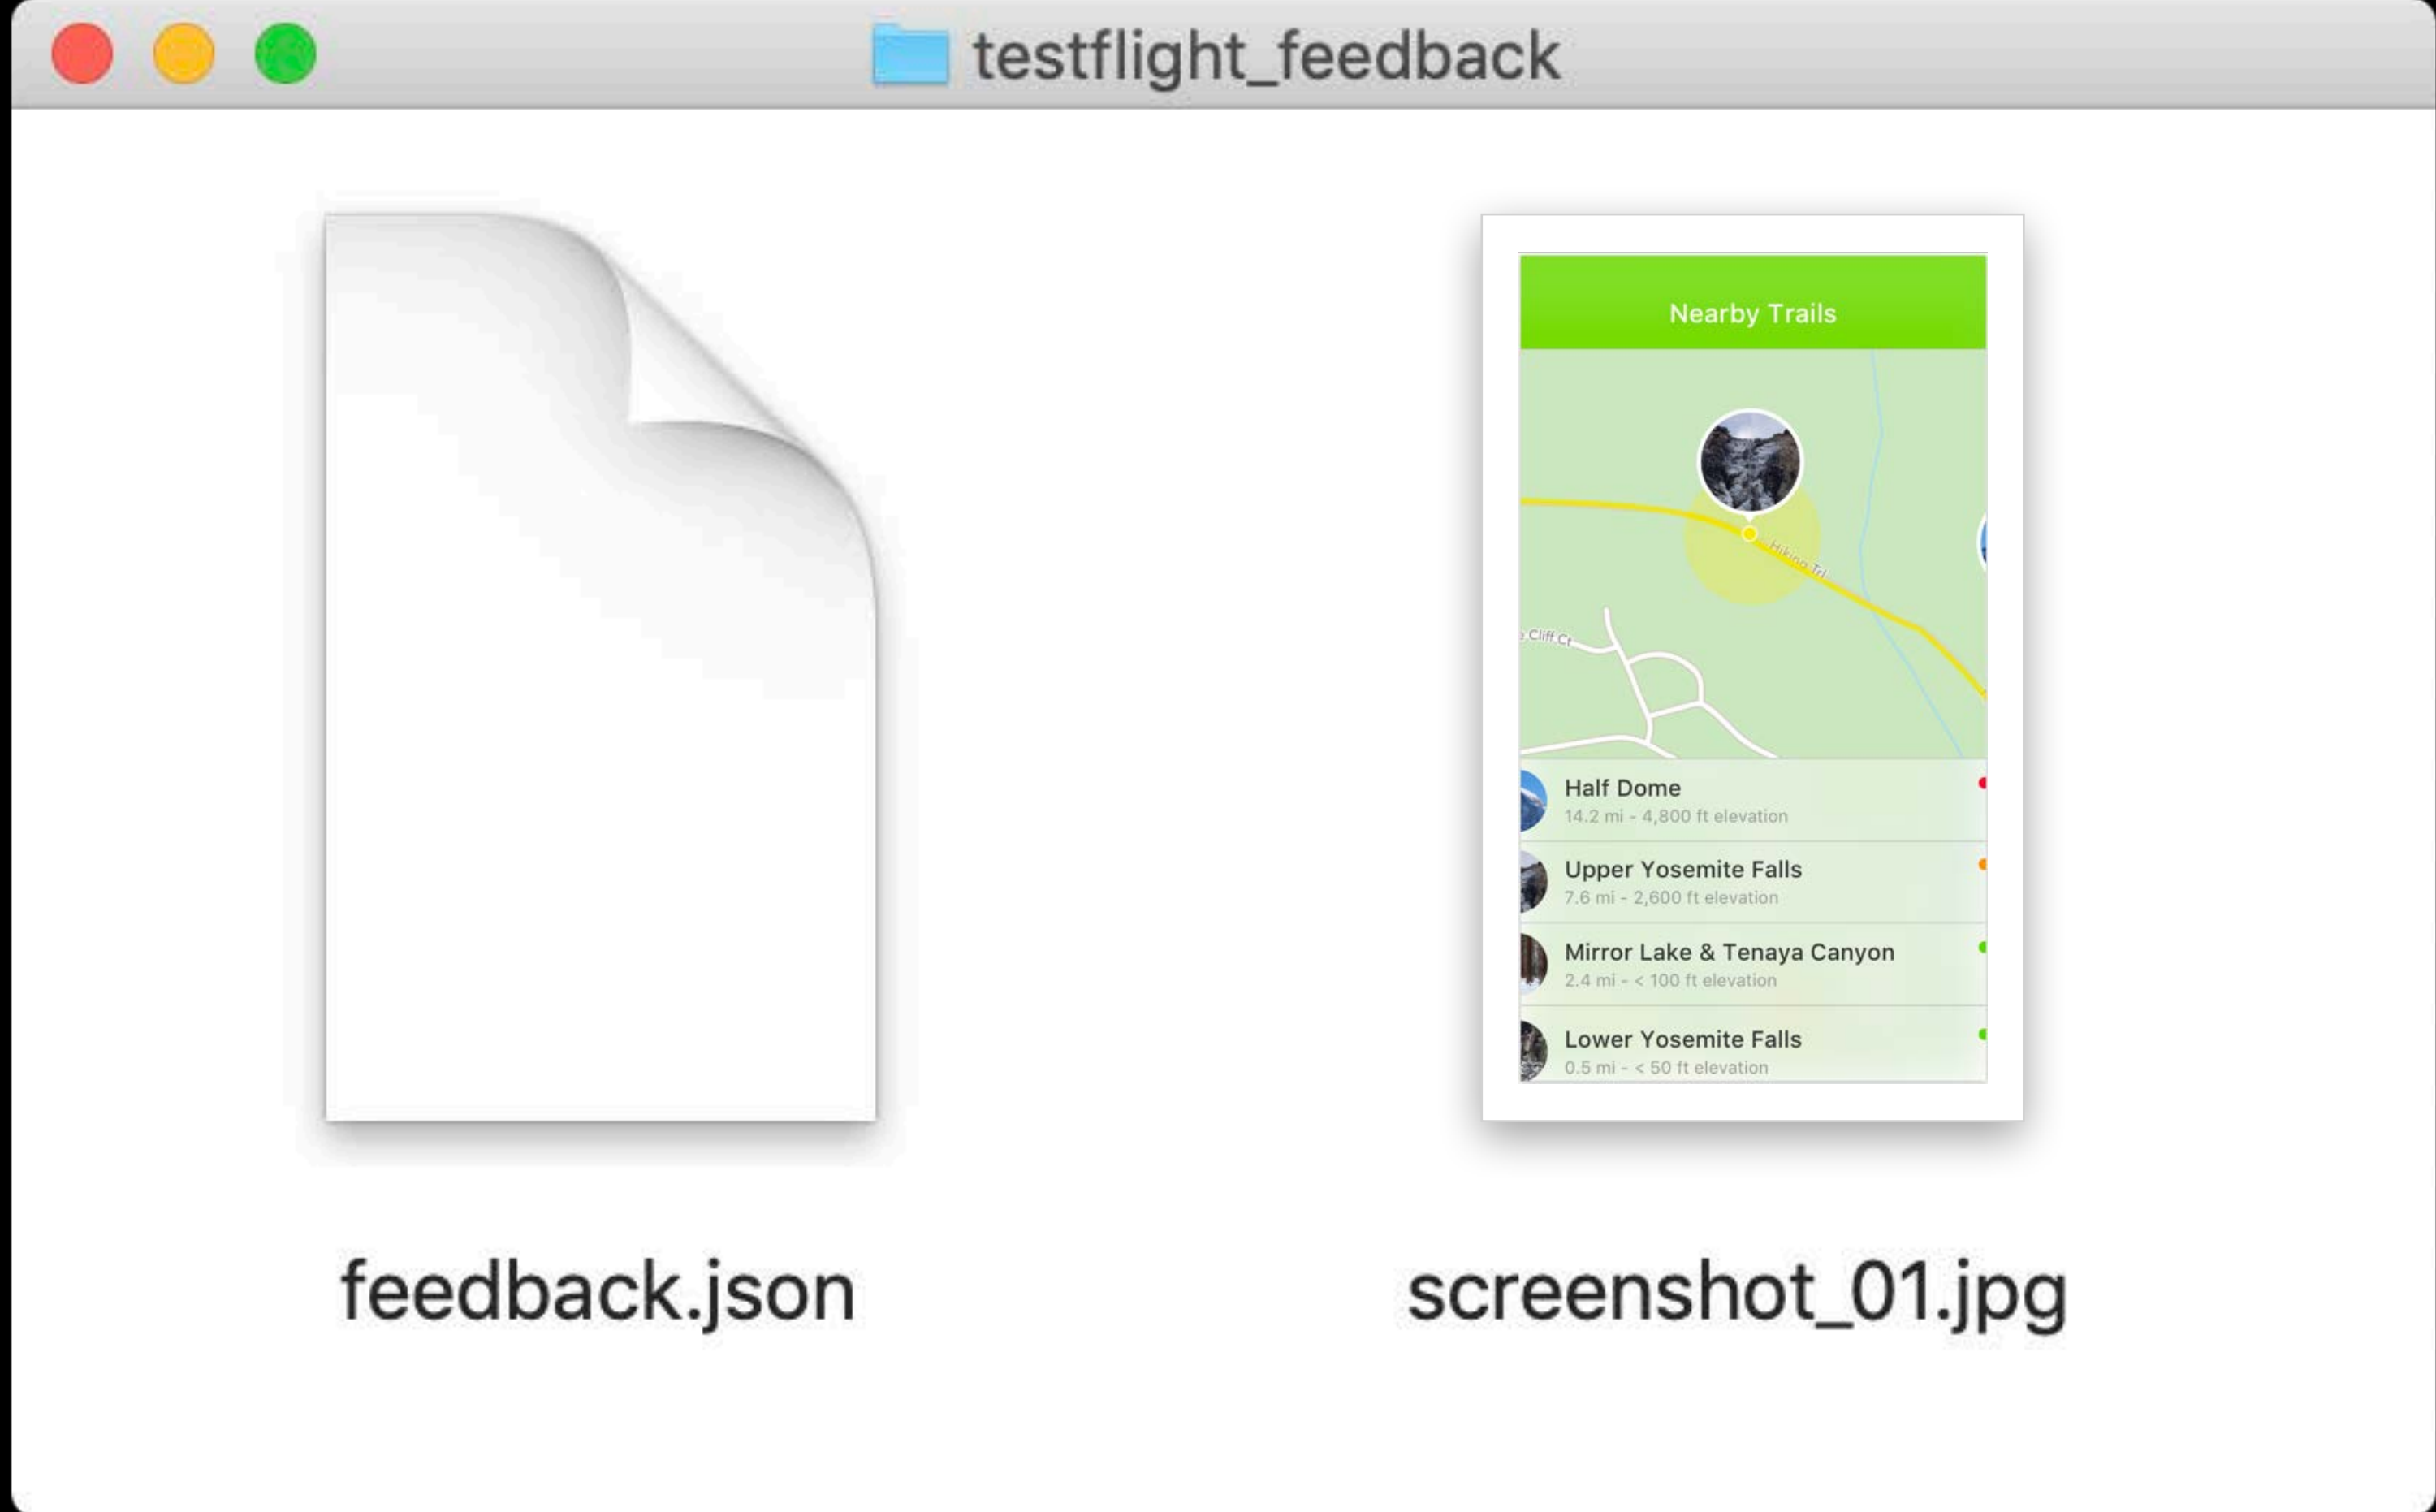 testflight_feedback
Nearby Trails
Hiking Trl
Cliff Ct
Half Dome
14.2 mi - 4,800 ft elevation
Upper Yosemite Falls
7.6 mi - 2,600 ft elevation
Mirror Lake & Tenaya Canyon
2.4 mi - < 100 ft elevation
Lower Yosemite Falls
0.5 mi - < 50 ft elevation
feedback.json
screenshot_01.jpg